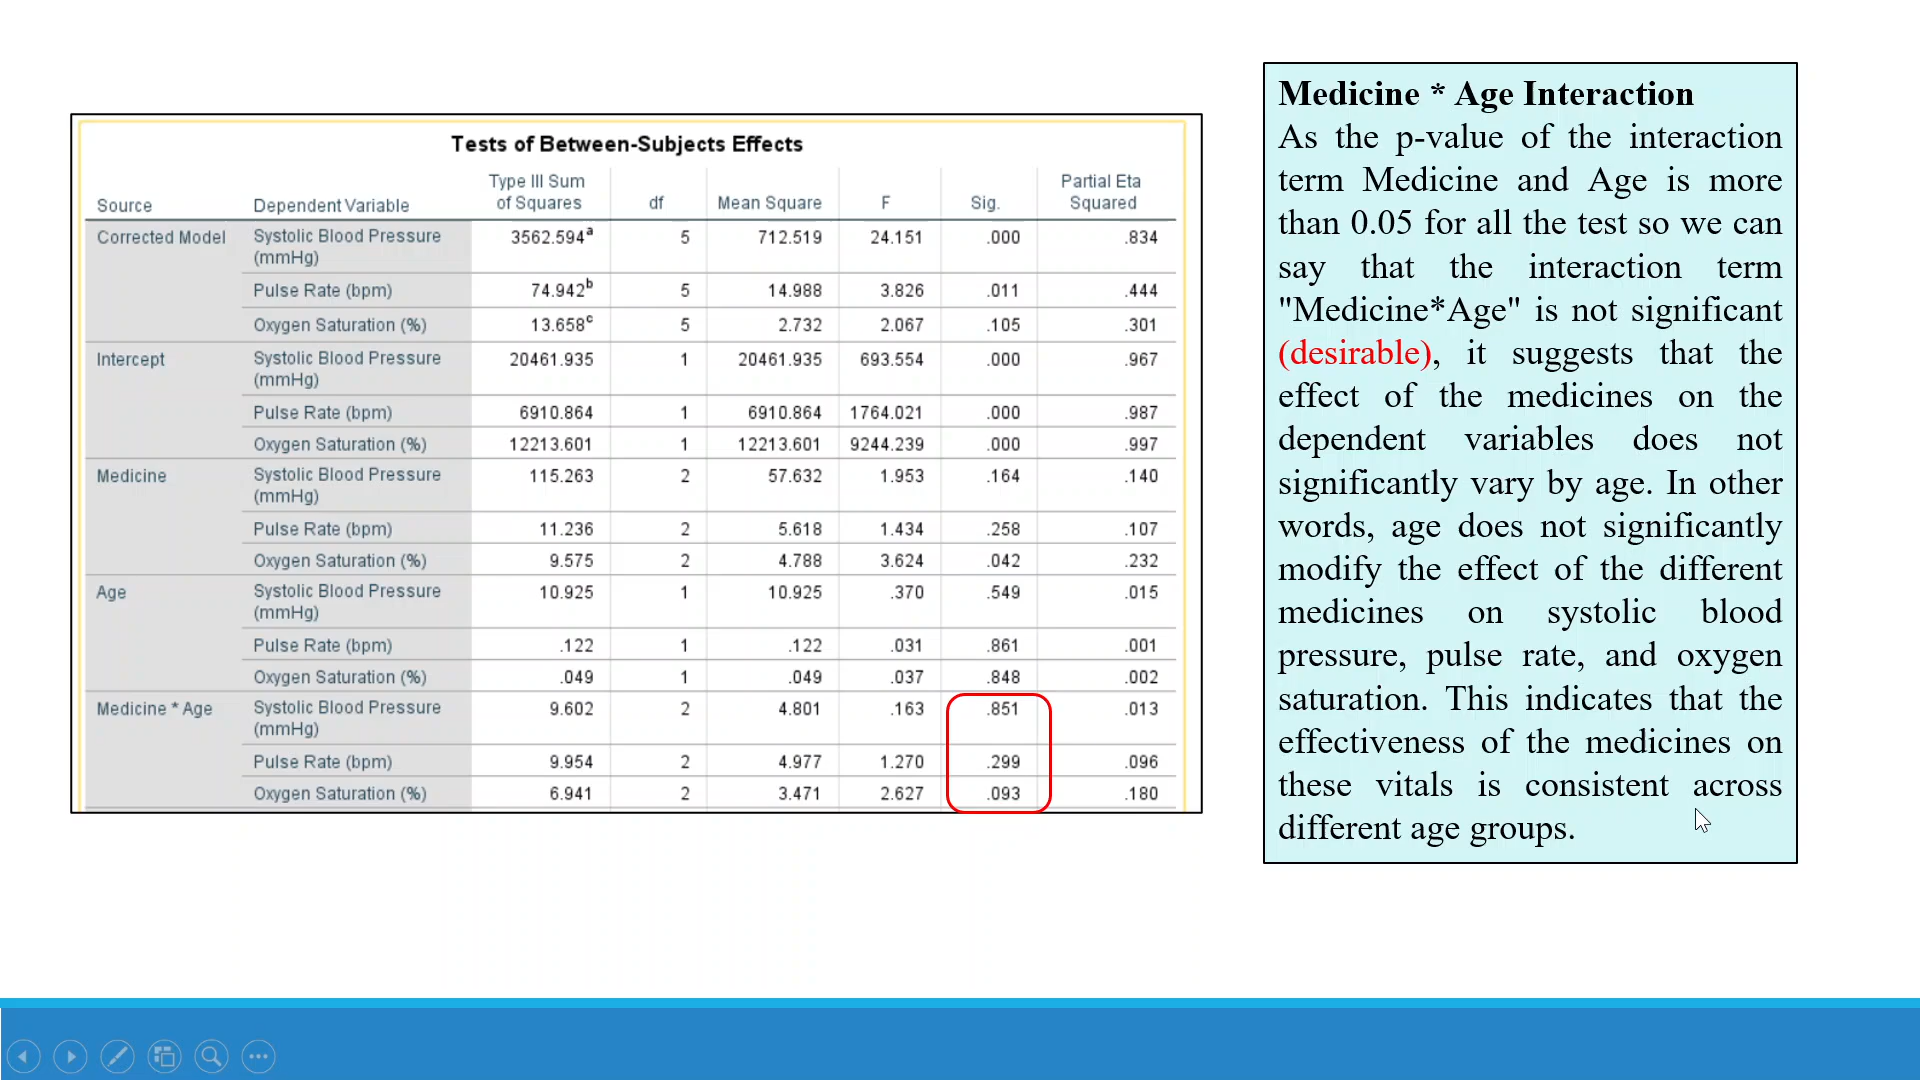 Tests of Between-Subjects Effects
Source Dependent Variable Type III Sum of Squares df Mean Square F Sig. Partial Eta Squared
Corrected Model Systolic Blood Pressure (mmHg) 3562.594a 5 712.519 24.151 .000 .834
Pulse Rate (bpm) 74.942b 5 14.988 3.826 .011 .444
Oxygen Saturation (%) 13.658c 5 2.732 2.067 .105 .301
Intercept Systolic Blood Pressure (mmHg) 20461.935 1 20461.935 693.554 .000 .967
Pulse Rate (bpm) 6910.864 1 6910.864 1764.021 .000 .987
Oxygen Saturation (%) 12213.601 1 12213.601 9244.239 .000 .997
Medicine Systolic Blood Pressure (mmHg) 115.263 2 57.632 1.953 .164 .140
Pulse Rate (bpm) 11.236 2 5.618 1.434 .258 .107
Oxygen Saturation (%) 9.575 2 4.788 3.624 .042 .232
Age Systolic Blood Pressure (mmHg) 10.925 1 10.925 .370 .549 .015
Pulse Rate (bpm) .122 1 .122 .031 .861 .001
Oxygen Saturation (%) .049 1 .049 .037 .848 .002
Medicine * Age Systolic Blood Pressure (mmHg) 9.602 2 4.801 .163 .851 .013
Pulse Rate (bpm) 9.954 2 4.977 1.270 .299 .096
Oxygen Saturation (%) 6.941 2 3.471 2.627 .093 .180
Medicine * Age Interaction
As the p-value of the interaction
term Medicine and Age is more
than 0.05 for all the test so we can
say that the interaction term
"Medicine*Age" is not significant
(desirable), it suggests that the
effect of the medicines on the
dependent variables does not
significantly vary by age. In other
words, age does not significantly
modify the effect of the different
medicines on systolic blood
pressure, pulse rate, and oxygen
saturation. This indicates that the
effectiveness of the medicines on
these vitals is consistent across
different age groups.